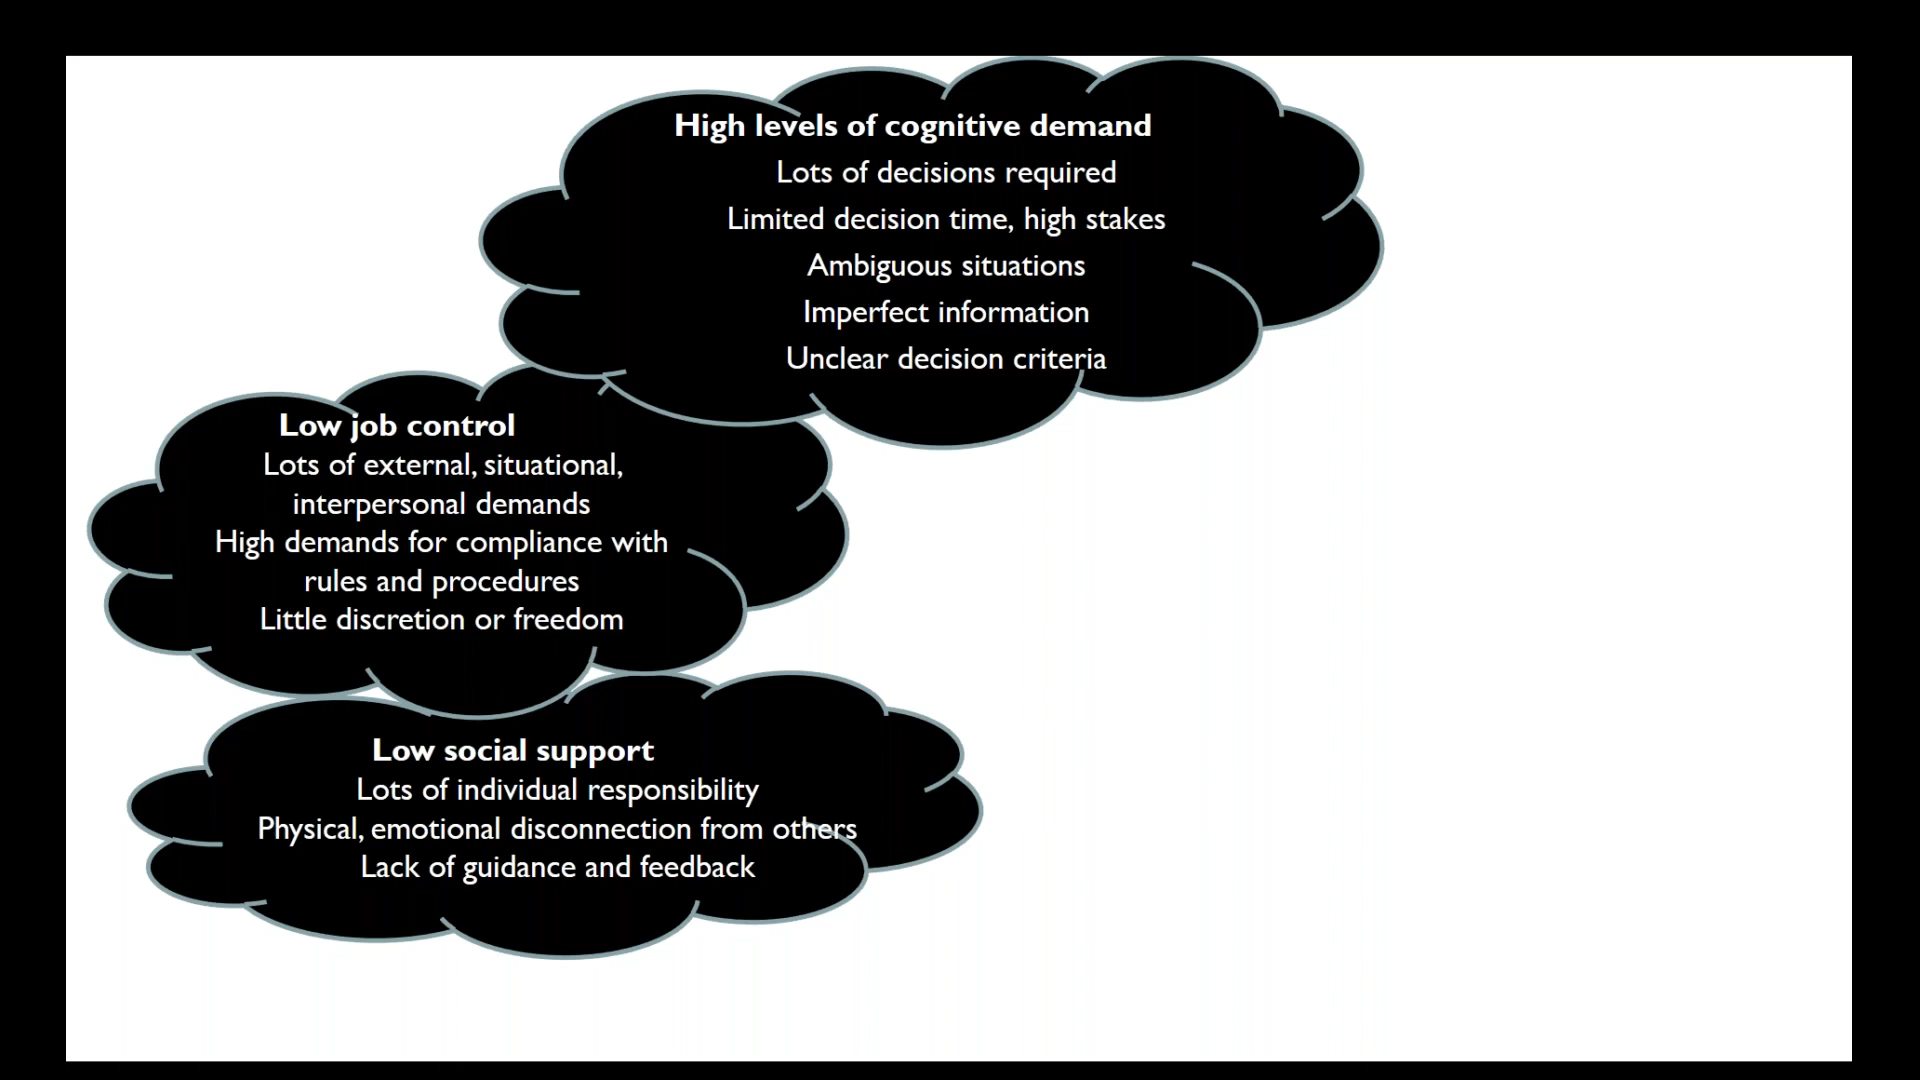 High levels of cognitive demand
Lots of decisions required
Limited decision time, high stakes
Ambiguous situations
Imperfect information
Unclear decision criteria
Low job control
Lots of external, situational,
interpersonal demands
High demands for compliance with
rules and procedures
Little discretion or freedom
Low social support
Lots of individual responsibility
Physical, emotional disconnection from others
Lack of guidance and feedback